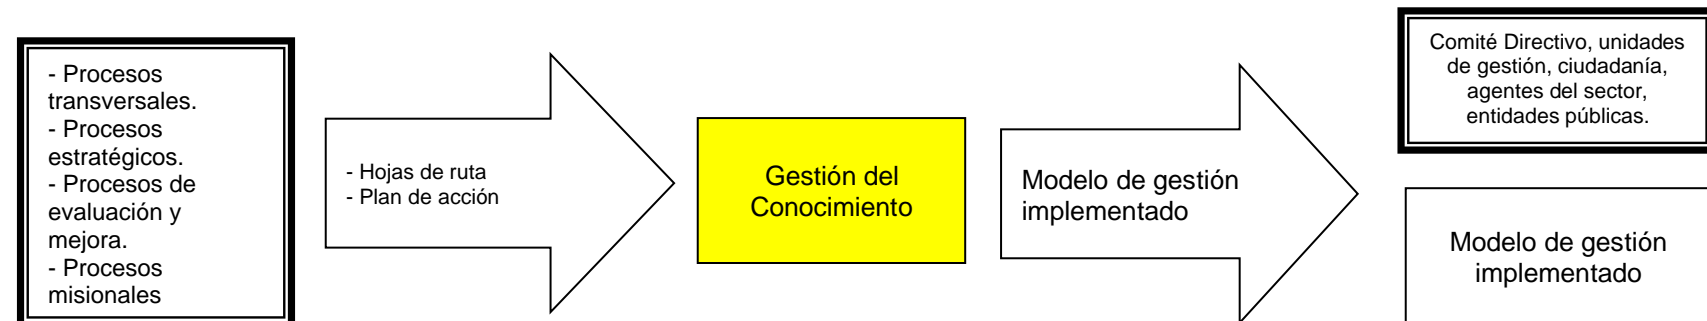 - Procesos
transversales.
- Procesos
estratégicos.
- Procesos de
evaluación y
mejora.
- Procesos
misionales
- Hojas de ruta
- Plan de acción
Gestión del
Conocimiento
Modelo de gestión
implementado
Comité Directivo, unidades
de gestión, ciudadanía,
agentes del sector,
entidades públicas.
Modelo de gestión
implementado